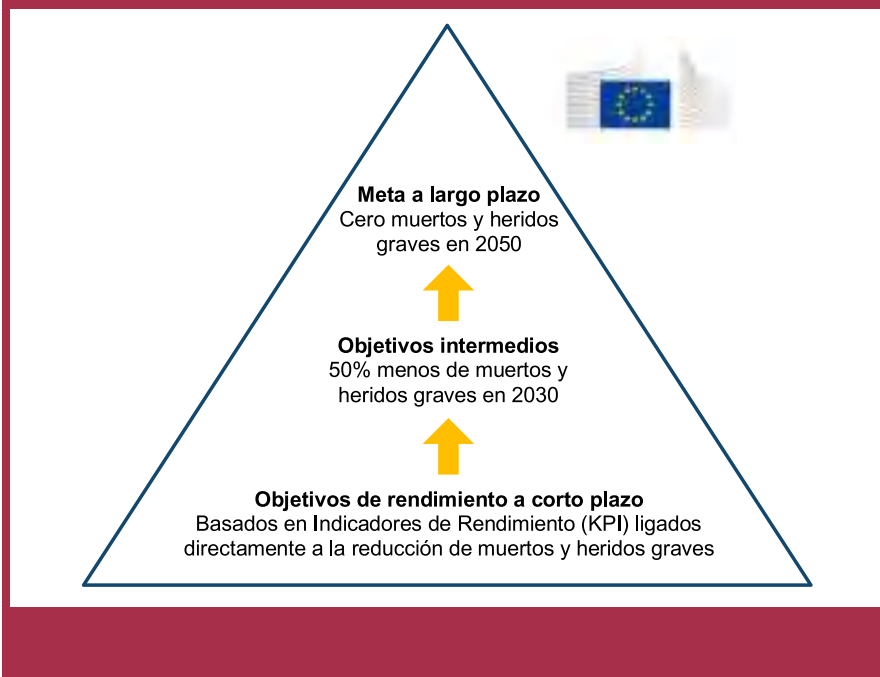 Meta a largo plazo
Cero muertos y heridos
graves en 2050
Objetivos intermedios
50% menos de muertos y
heridos graves en 2030
Objetivos de rendimiento a corto plazo
Basados en Indicadores de Rendimiento (KPI) ligados
directamente a la reducción de muertos y heridos graves